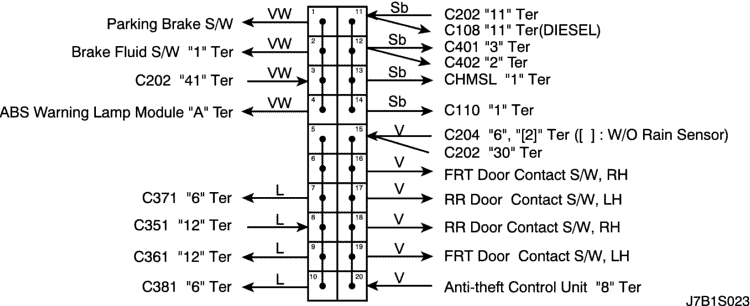 Parking Brake S/W VW 1 11 Sb C202 "11" Ter
C108 "11" Ter(DIESEL)
Brake Fluid S/W "1" Ter VW 2 12 Sb C401 "3" Ter
C402 "2" Ter
C202 "41" Ter VW 3 13 Sb CHMSL "1" Ter
ABS Warning Lamp Module "A" Ter VW 4 14 Sb C110 "1" Ter
5 15 V C204 "6", "[2]" Ter ([ ] : W/O Rain Sensor)
C202 "30" Ter
6 16 V FRT Door Contact S/W, RH
C371 "6" Ter L 7 17 V RR Door Contact S/W, LH
C351 "12" Ter L 8 18 V RR Door Contact S/W, RH
C361 "12" Ter L 9 19 V FRT Door Contact S/W, LH
C381 "6" Ter L 10 20 V Anti-theft Control Unit "8" Ter
J7B1S023